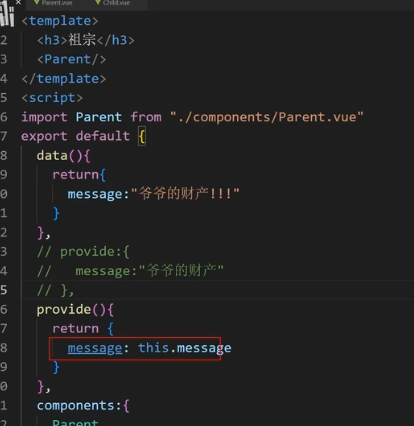 Parent.vue Child.vue
<template>
2 <h3>祖宗</h3>
3 <Parent/>
4 </template>
5 <script>
6 import Parent from "./components/Parent.vue"
7 export default {
8 data(){
9 return{
0 message:"爷爷的财产!!!"
1 }
2 },
3 // provide:{
4 // message:"爷爷的财产"
5 // },
6 provide(){
7 return {
8 message: this.message
9 }
0 },
1 components:{
2 Parent